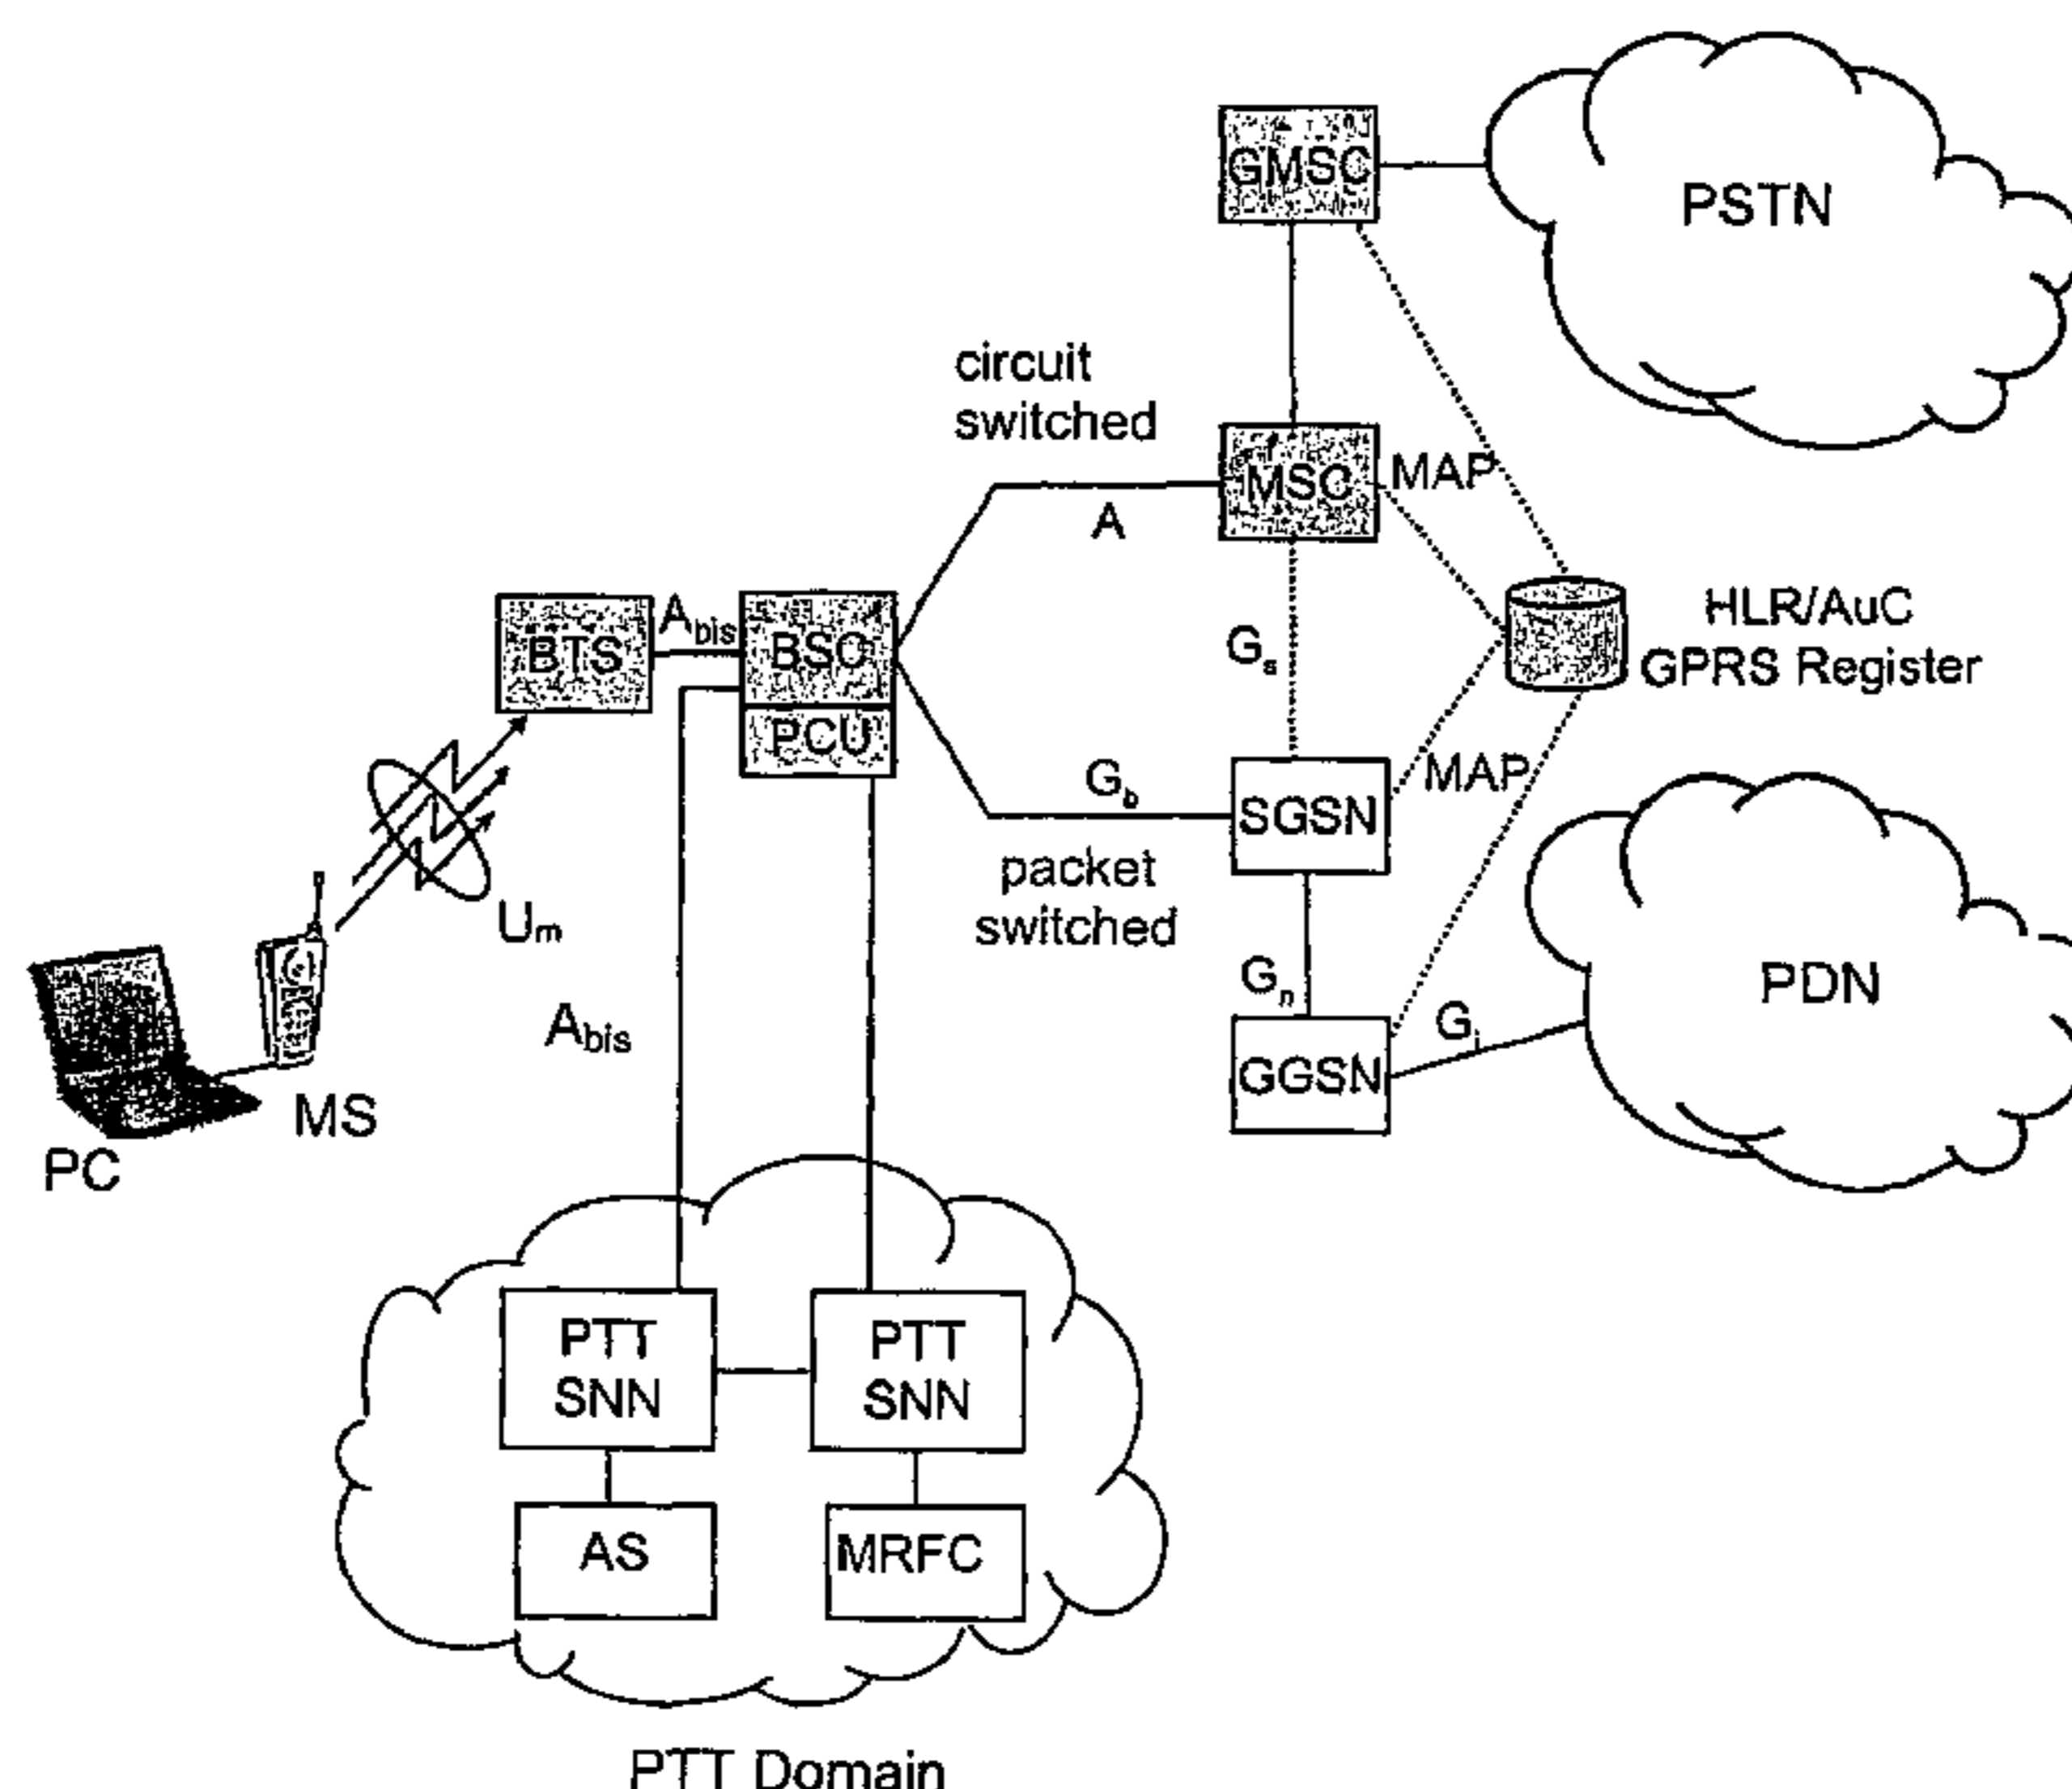 GMSC
PSTN
circuit
switched
MSC
MAP
A
BTS
Abis
BSC
PCU
Gs
HLR/AuC
GPRS Register
Gb
SGSN
MAP
packet
switched
Um
Gn
GGSN
Gi
PDN
Abis
MS
PC
PTT
SNN
PTT
SNN
AS
MRFC
PTT Domain